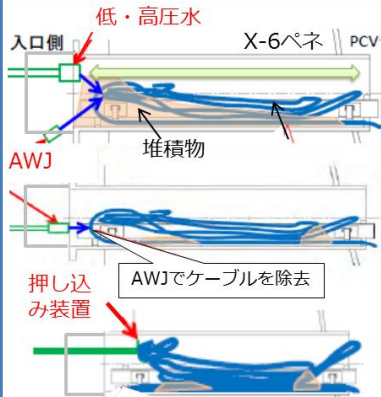 低・高圧水
入口側
X-6ペネ
PCV
堆積物
AWJ
AWJでケーブルを除去
押し込
み装置